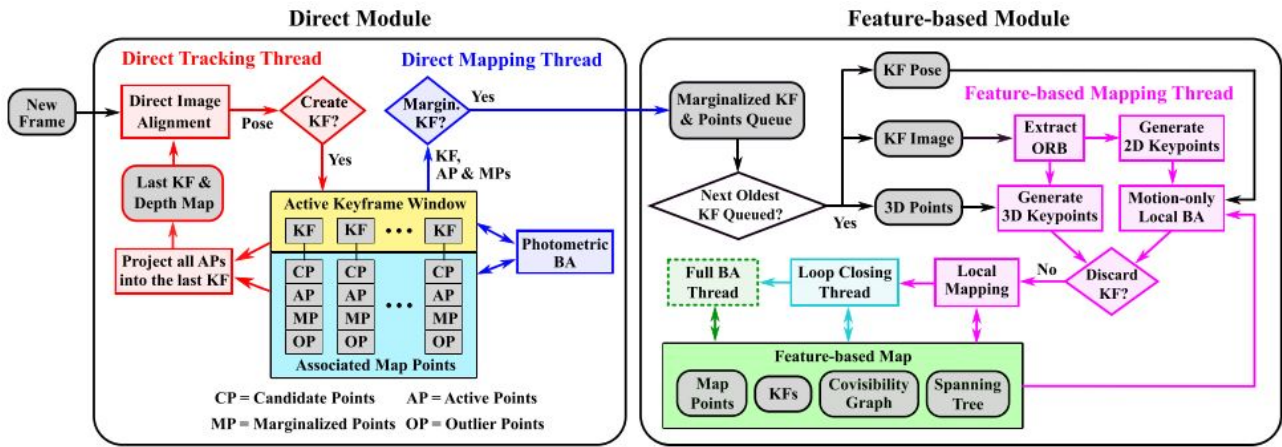 Direct Module
Feature-based Module
Direct Tracking Thread
Direct Mapping Thread
New
Frame
Direct Image
Alignment
Pose
Create
KF?
Yes
Margin.
KF?
Yes
KF,
AP & MPs
Last KF &
Depth Map
Project all APs
into the last KF
Active Keyframe Window
KF KF KF
CP CP CP
AP AP AP
MP MP MP
OP OP OP
Associated Map Points
Photometric
BA
CP = Candidate Points AP = Active Points
MP = Marginalized Points OP = Outlier Points
Marginalized KF
& Points Queue
Next Oldest
KF Queued?
Yes
KF Pose
Feature-based Mapping Thread
KF Image
Extract
ORB
Generate
2D Keypoints
3D Points
Generate
3D Keypoints
Motion-only
Local BA
Discard
KF?
No
Local
Mapping
Loop Closing
Thread
Full BA
Thread
Feature-based Map
Map
Points
KFs
Covisibility
Graph
Spanning
Tree